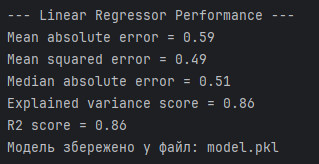 --- Linear Regressor Performance ---
Mean absolute error = 0.59
Mean squared error = 0.49
Median absolute error = 0.51
Explained variance score = 0.86
R2 score = 0.86
Модель збережено у файл: model.pkl